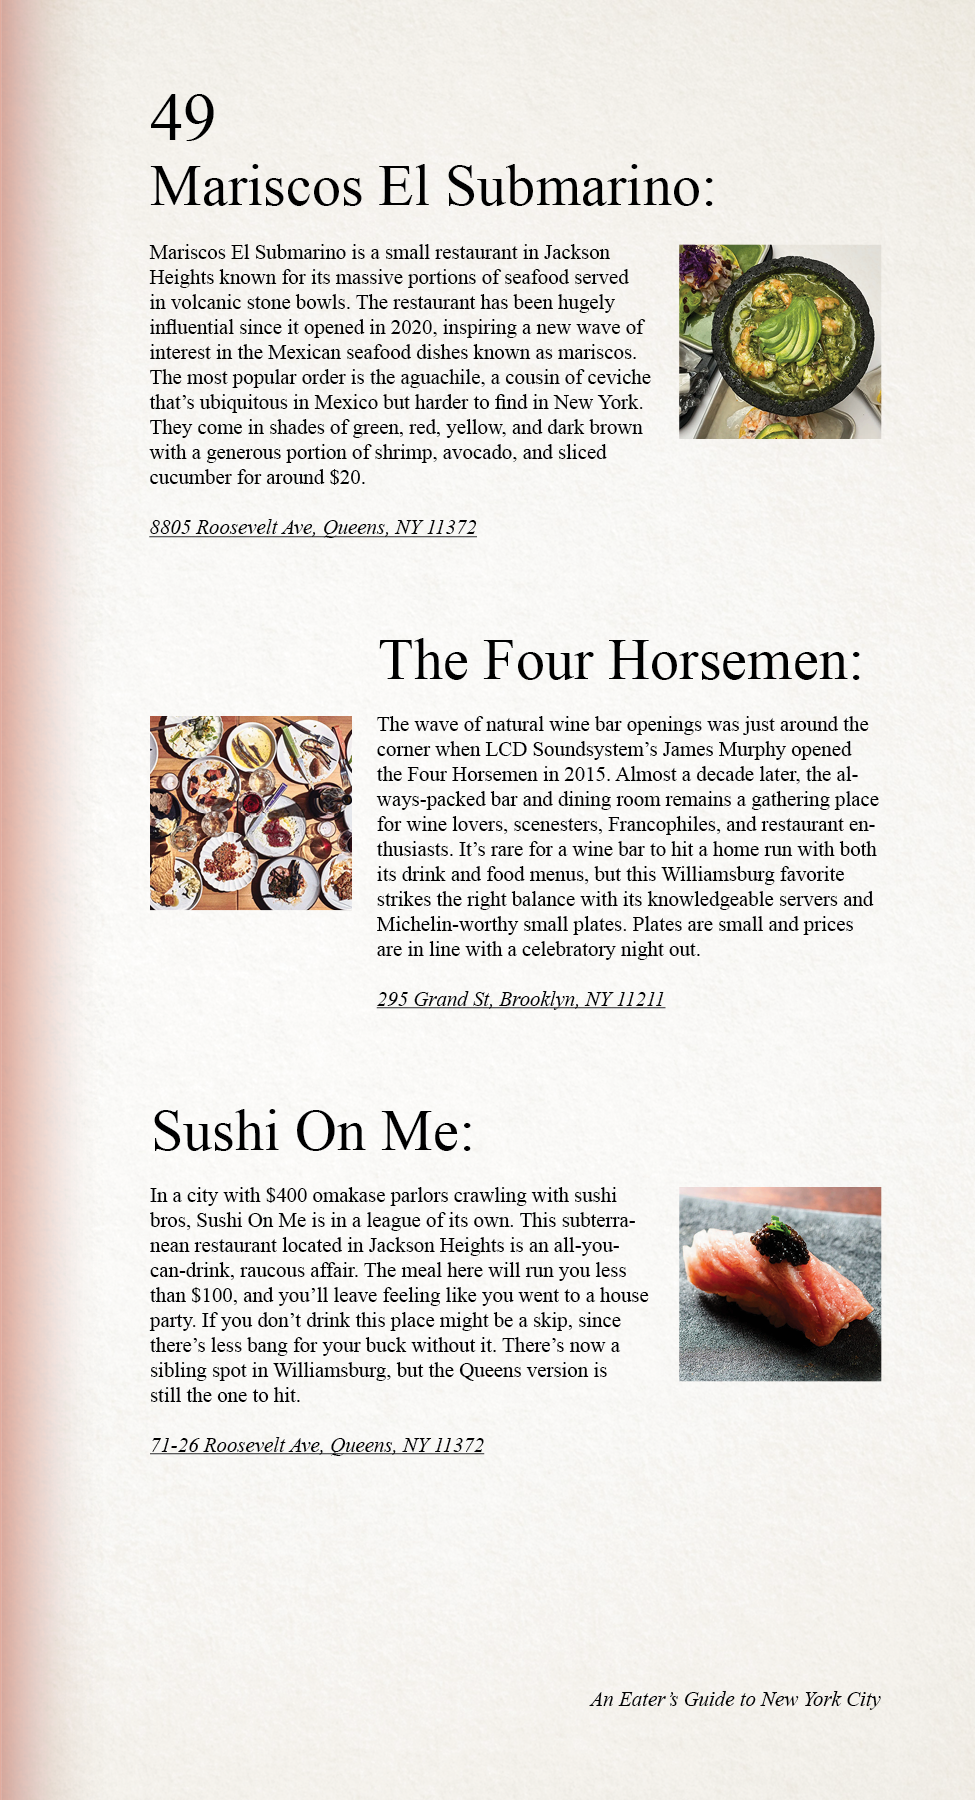 49
Mariscos El Submarino:
Mariscos El Submarino is a small restaurant in Jackson
Heights known for its massive portions of seafood served
in volcanic stone bowls. The restaurant has been hugely
influential since it opened in 2020, inspiring a new wave of
interest in the Mexican seafood dishes known as mariscos.
The most popular order is the aguachile, a cousin of ceviche
that’s ubiquitous in Mexico but harder to find in New York.
They come in shades of green, red, yellow, and dark brown
with a generous portion of shrimp, avocado, and sliced
cucumber for around $20.
8805 Roosevelt Ave, Queens, NY 11372
The Four Horsemen:
The wave of natural wine bar openings was just around the
corner when LCD Soundsystem’s James Murphy opened
the Four Horsemen in 2015. Almost a decade later, the al-
ways-packed bar and dining room remains a gathering place
for wine lovers, scenesters, Francophiles, and restaurant en-
thusiasts. It’s rare for a wine bar to hit a home run with both
its drink and food menus, but this Williamsburg favorite
strikes the right balance with its knowledgeable servers and
Michelin-worthy small plates. Plates are small and prices
are in line with a celebratory night out.
295 Grand St, Brooklyn, NY 11211
Sushi On Me:
In a city with $400 omakase parlors crawling with sushi
bros, Sushi On Me is in a league of its own. This subterra-
nean restaurant located in Jackson Heights is an all-you-
can-drink, raucous affair. The meal here will run you less
than $100, and you’ll leave feeling like you went to a house
party. If you don’t drink this place might be a skip, since
there’s less bang for your buck without it. There’s now a
sibling spot in Williamsburg, but the Queens version is
still the one to hit.
71-26 Roosevelt Ave, Queens, NY 11372
An Eater’s Guide to New York City